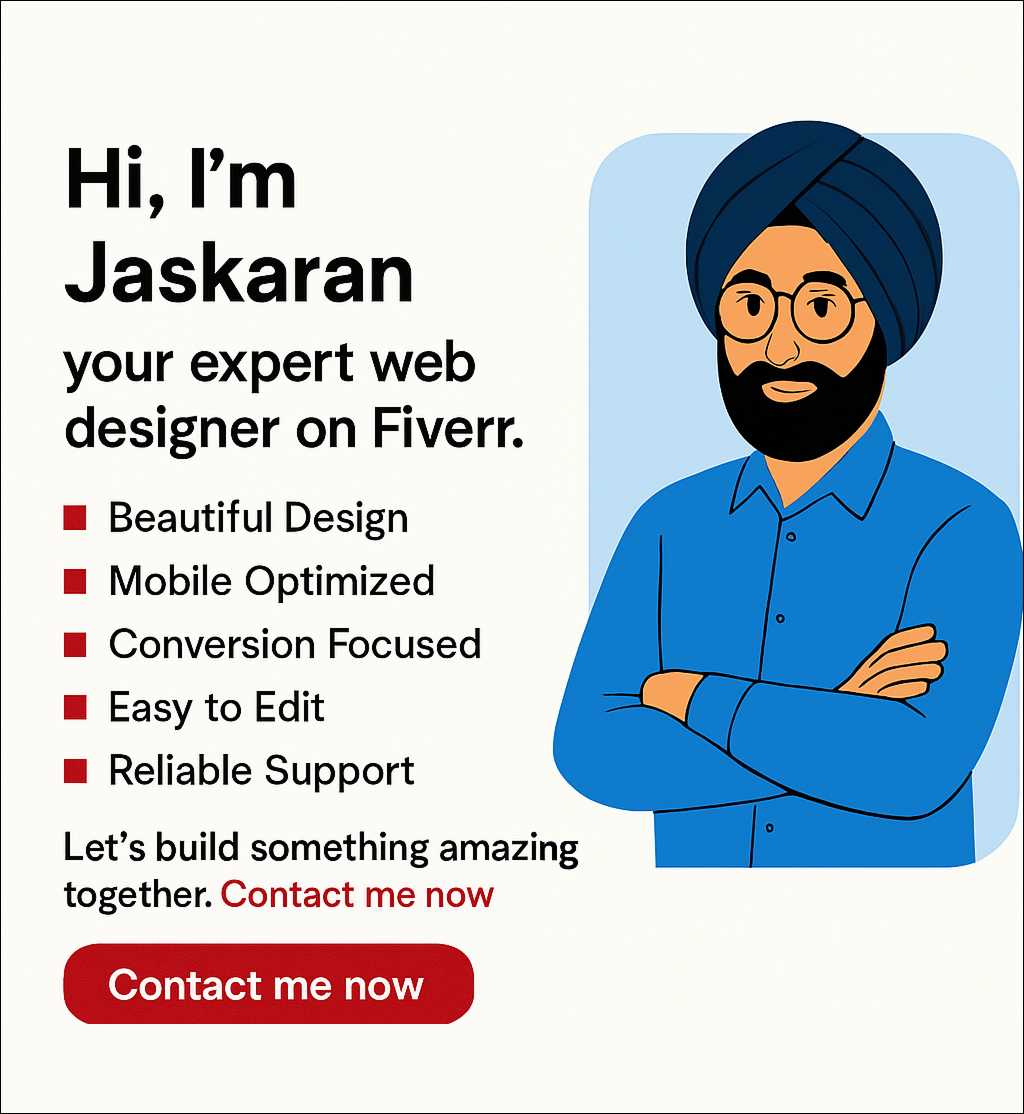 Hi, I’m
Jaskaran
your expert web
designer on Fiverr.
Beautiful Design
Mobile Optimized
Conversion Focused
Easy to Edit
Reliable Support
Let’s build something amazing
together. Contact me now
Contact me now